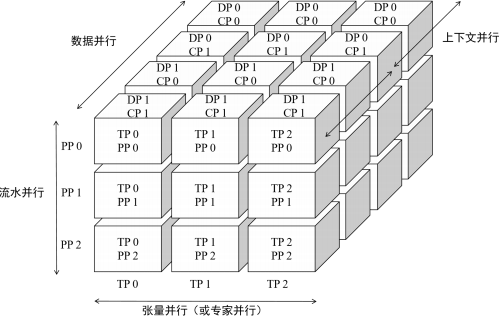 DP 0 DP 0 DP 0
CP 0 CP 0 CP 0
数据并行
上下文并行
DP 0 DP 0 DP 0
CP 1 CP 1 CP 1
DP 1 DP 1 DP 1
CP 0 CP 0 CP 0
DP 1 DP 1 DP 1
CP 1 CP 1 CP 1
PP 0
TP 0 TP 1 TP 2
PP 0 PP 0 PP 0
流水并行
PP 1
TP 0 TP 1 TP 2
PP 1 PP 1 PP 1
PP 2
TP 0 TP 1 TP 2
PP 2 PP 2 PP 2
TP 0 TP 1 TP 2
张量并行（或专家并行）